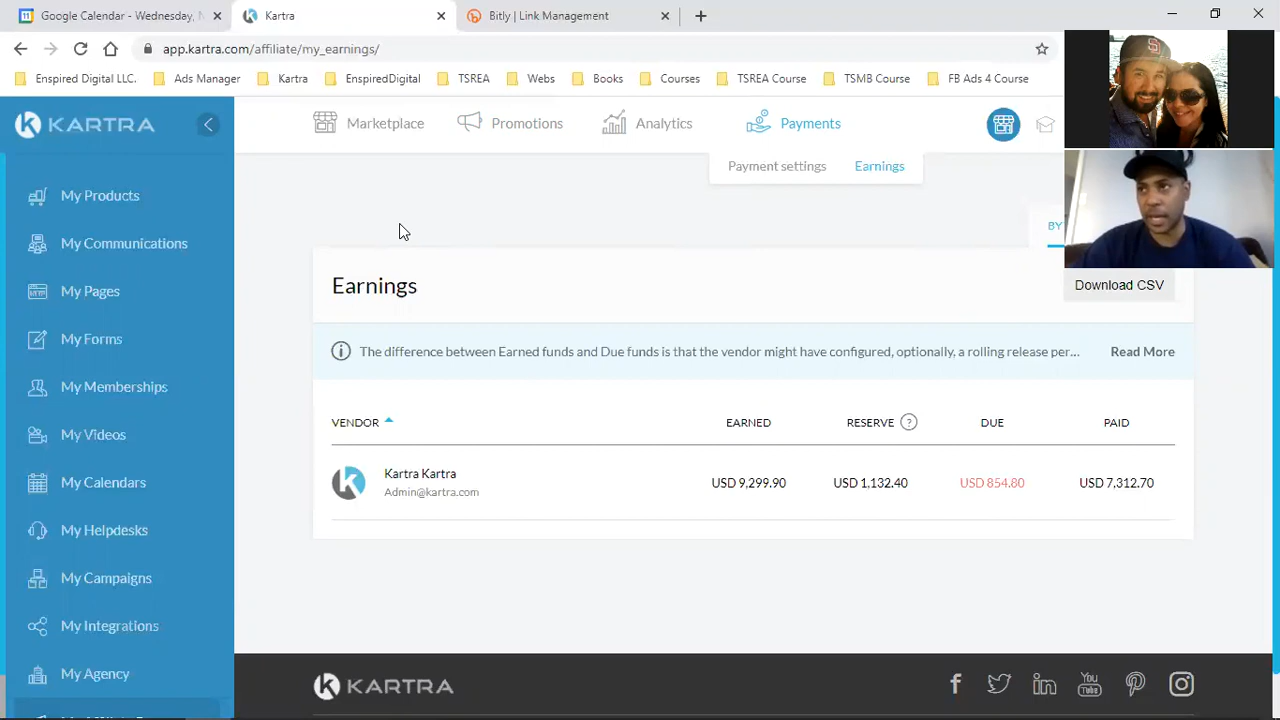 Google Calendar - Wednesday, N
Kartra
Bitly | Link Management
app.kartra.com/affiliate/my_earnings/
Enspired Digital LLC.
Ads Manager
Kartra
EnspiredDigital
TSREA
Webs
Books
Courses
TSREA Course
TSMB Course
FB Ads 4 Course
KARTRA
Marketplace
Promotions
Analytics
Payments
Payment settings
Earnings
My Products
My Communications
My Pages
My Forms
My Memberships
My Videos
My Calendars
My Helpdesks
My Campaigns
My Integrations
My Agency
BY
Earnings
Download CSV
The difference between Earned funds and Due funds is that the vendor might have configured, optionally, a rolling release per...
Read More
VENDOR EARNED RESERVE ? DUE PAID
Kartra Kartra
Admin@kartra.com
USD 9,299.90 USD 1,132.40 USD 854.80 USD 7,312.70
KARTRA
You Tube